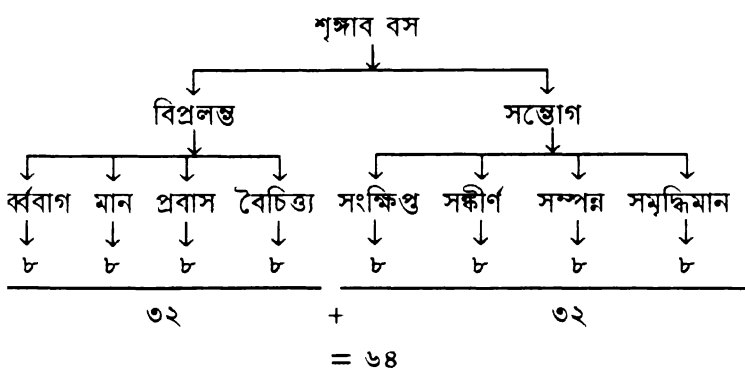 শৃঙ্গাব বস
বিপ্রলম্ভ সম্ভোগ
র্ব্ববাগ মান প্রবাস বৈচিত্ত্য সংক্ষিপ্ত সঙ্কীর্ণ সম্পন্ন সমৃদ্ধিমান
৮ ৮ ৮ ৮ ৮ ৮ ৮ ৮
৩২ + ৩২
= ৬৪